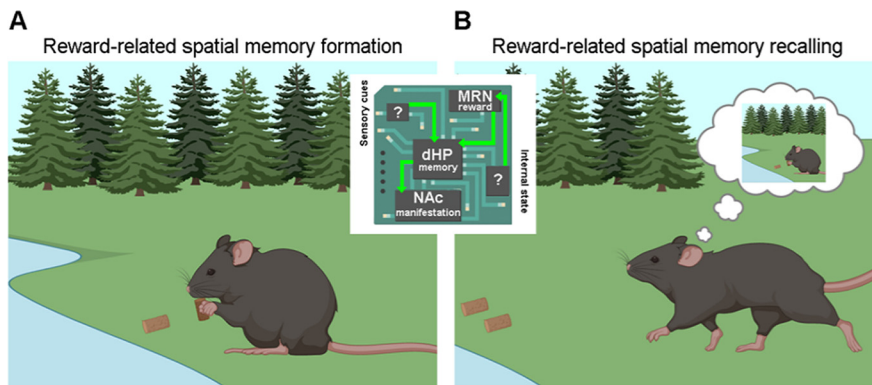 A
Reward-related spatial memory formation
B
Reward-related spatial memory recalling
Sensory cues
?
MRN
reward
dHP
memory
?
NAc
manifestation
Internal state